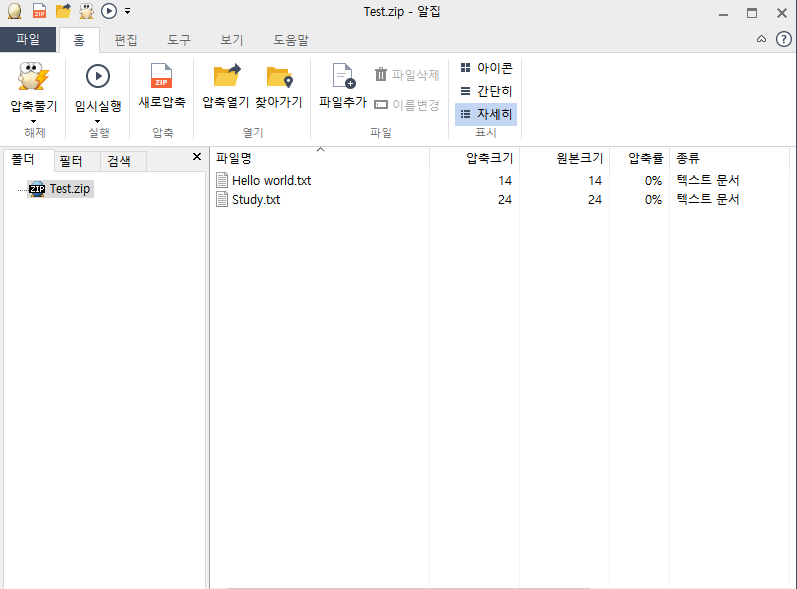 Test.zip - 알집
파일 홈 편집 도구 보기 도움말
압축풀기 임시실행 새로압축 압축열기 찾아가기 파일추가 파일삭제 이름변경 아이콘 간단히 자세히
해제 실행 압축 열기 파일 표시
폴더 필터 검색
파일명 압축크기 원본크기 압축률 종류
Test.zip
Hello world.txt 14 14 0% 텍스트 문서
Study.txt 24 24 0% 텍스트 문서